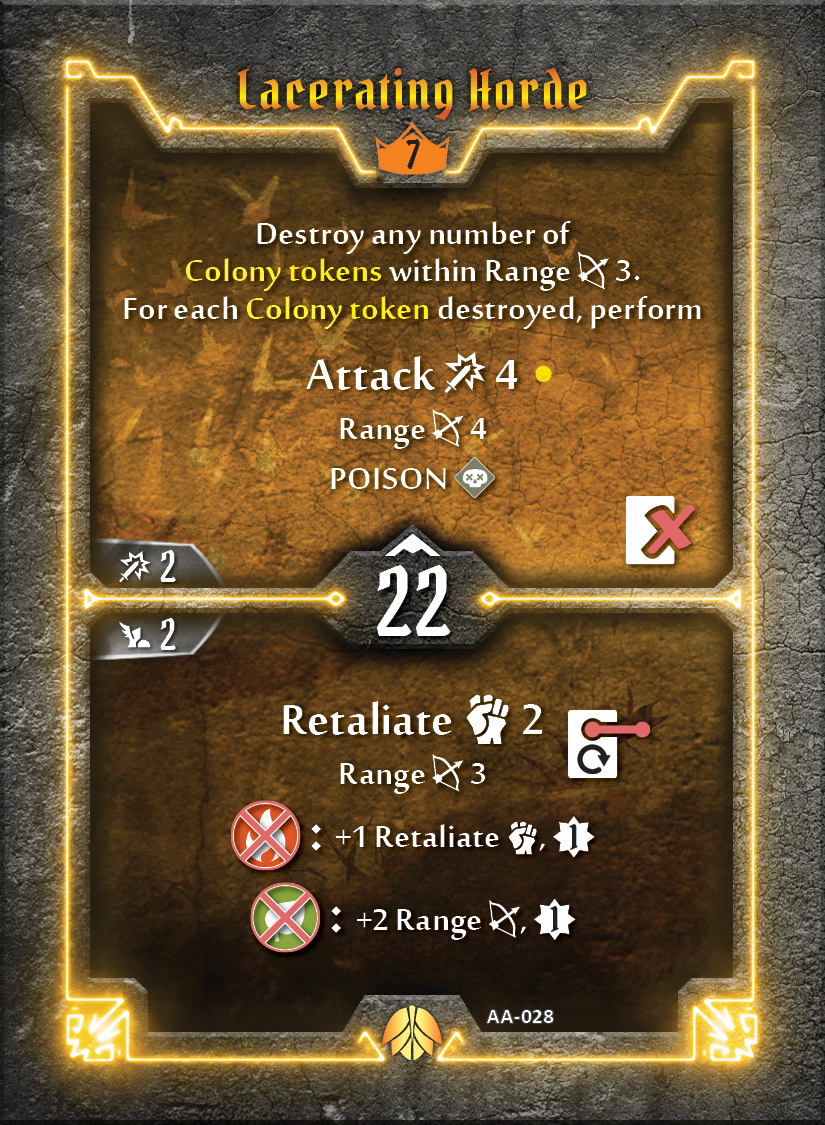 Lacerating Horde
7
Destroy any number of
Colony tokens within Range 3.
For each Colony token destroyed, perform
Attack 4
Range 4
POISON
2
22
2
Retaliate 2
Range 3
: +1 Retaliate , 1
: +2 Range , 1
AA-028